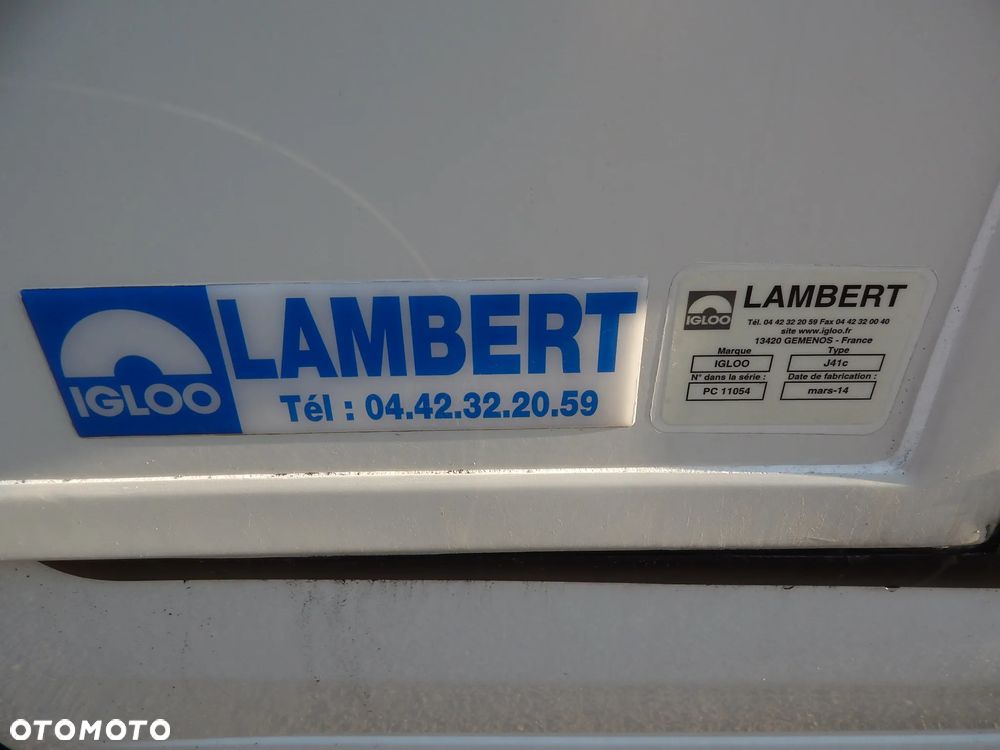 IGLOO
LAMBERT
Tél : 04.42.32.20.59
IGLOO
LAMBERT
Tél. 04 42 32 20 59 Fax 04 42 32 00 40
site www.igloo.fr
13420 GEMENOS - France
Marque Type
IGLOO J41c
N° dans la série : Date de fabrication :
PC 11054 mars-14
OTOMOTO